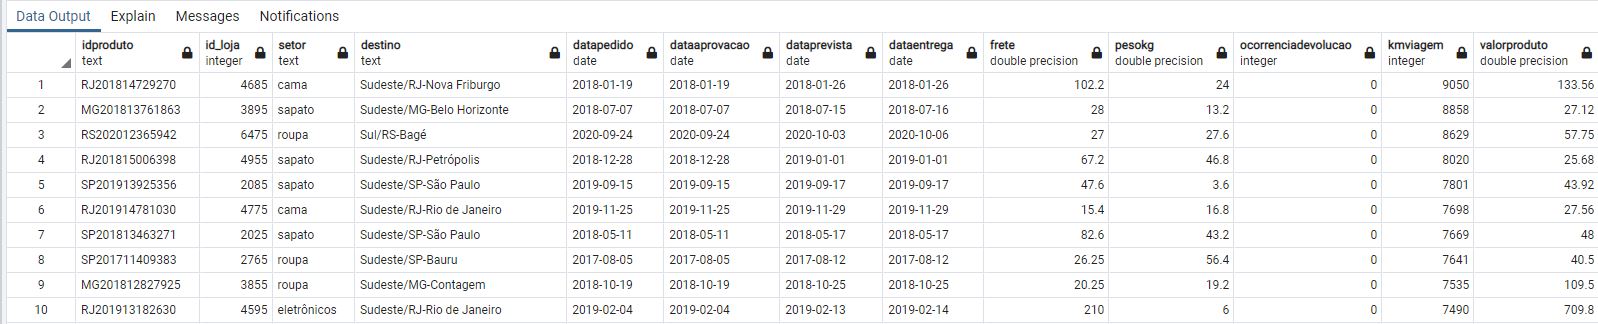 Data Output Explain Messages Notifications
idproduto id_loja setor destino datapedido dataaprovacao dataprevista dataentrega frete pesokg ocorrenciadevolucao kmviagem valorproduto
text integer text text date date date date double precision double precision integer integer double precision
1 RJ201814729270 4685 cama Sudeste/RJ-Nova Friburgo 2018-01-19 2018-01-19 2018-01-26 2018-01-26 102.2 24 0 9050 133.56
2 MG201813761863 3895 sapato Sudeste/MG-Belo Horizonte 2018-07-07 2018-07-07 2018-07-15 2018-07-16 28 13.2 0 8858 27.12
3 RS202012365942 6475 roupa Sul/RS-Bagé 2020-09-24 2020-09-24 2020-10-03 2020-10-06 27 27.6 0 8629 57.75
4 RJ201815006398 4955 sapato Sudeste/RJ-Petrópolis 2018-12-28 2018-12-28 2019-01-01 2019-01-01 67.2 46.8 0 8020 25.68
5 SP201913925356 2085 sapato Sudeste/SP-São Paulo 2019-09-15 2019-09-15 2019-09-17 2019-09-17 47.6 3.6 0 7801 43.92
6 RJ201914781030 4775 cama Sudeste/RJ-Rio de Janeiro 2019-11-25 2019-11-25 2019-11-29 2019-11-29 15.4 16.8 0 7698 27.56
7 SP201813463271 2025 sapato Sudeste/SP-São Paulo 2018-05-11 2018-05-11 2018-05-17 2018-05-17 82.6 43.2 0 7669 48
8 SP201711409383 2765 roupa Sudeste/SP-Bauru 2017-08-05 2017-08-05 2017-08-12 2017-08-12 26.25 56.4 0 7641 40.5
9 MG201812827925 3855 roupa Sudeste/MG-Contagem 2018-10-19 2018-10-19 2018-10-25 2018-10-25 20.25 19.2 0 7535 109.5
10 RJ201913182630 4595 eletrônicos Sudeste/RJ-Rio de Janeiro 2019-02-04 2019-02-04 2019-02-13 2019-02-14 210 6 0 7490 709.8